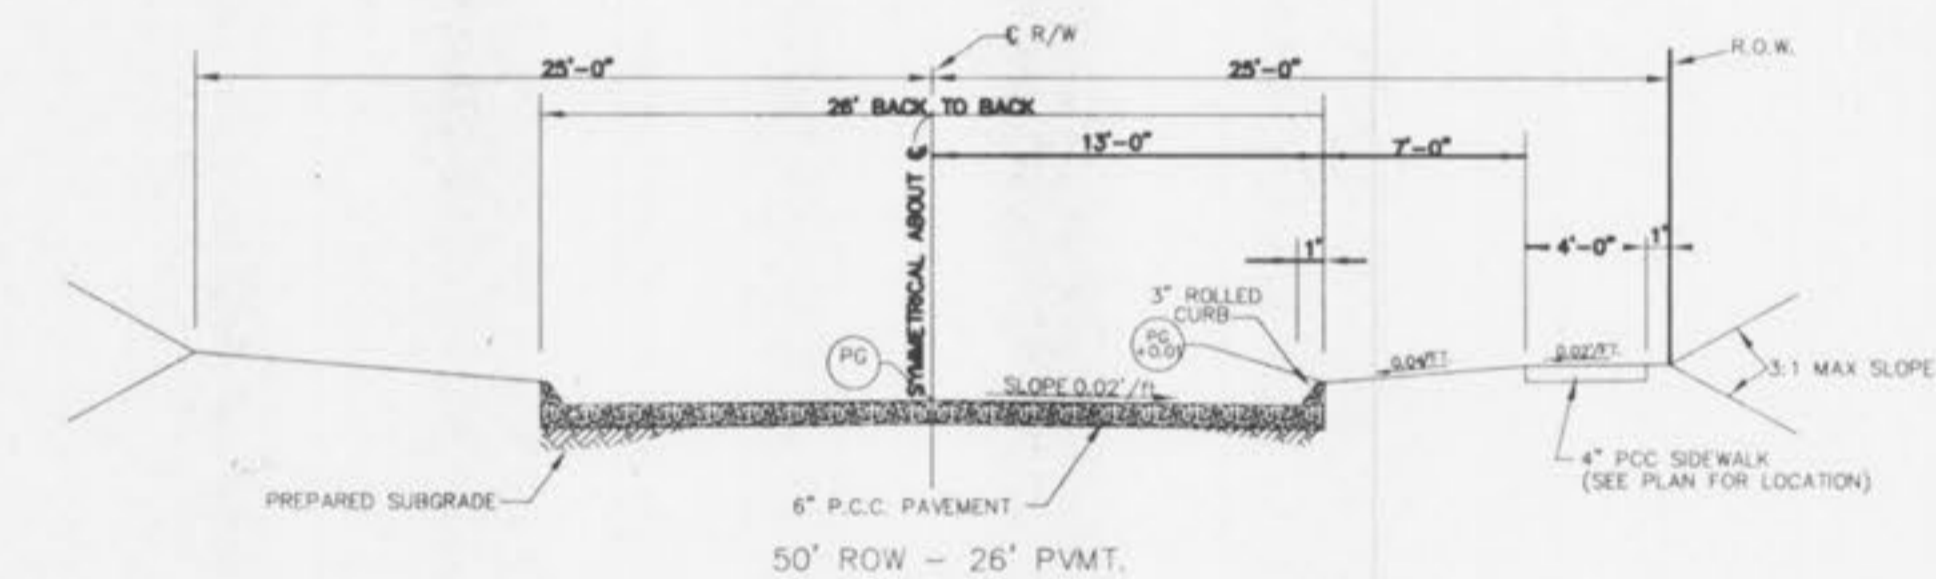 ℄ R/W
R.O.W.
25'-0"
25'-0"
26' BACK TO BACK
13'-0"
7'-0"
SYMMETRICAL ABOUT ℄
1'
4'-0"
1'
3" ROLLED
CURB
PG
PG
+0.01
SLOPE 0.02'/ft
0.04'/FT.
0.02'/FT.
3:1 MAX SLOPE
4" PCC SIDEWALK
(SEE PLAN FOR LOCATION)
PREPARED SUBGRADE
6" P.C.C. PAVEMENT
50' ROW – 26' PVMT.